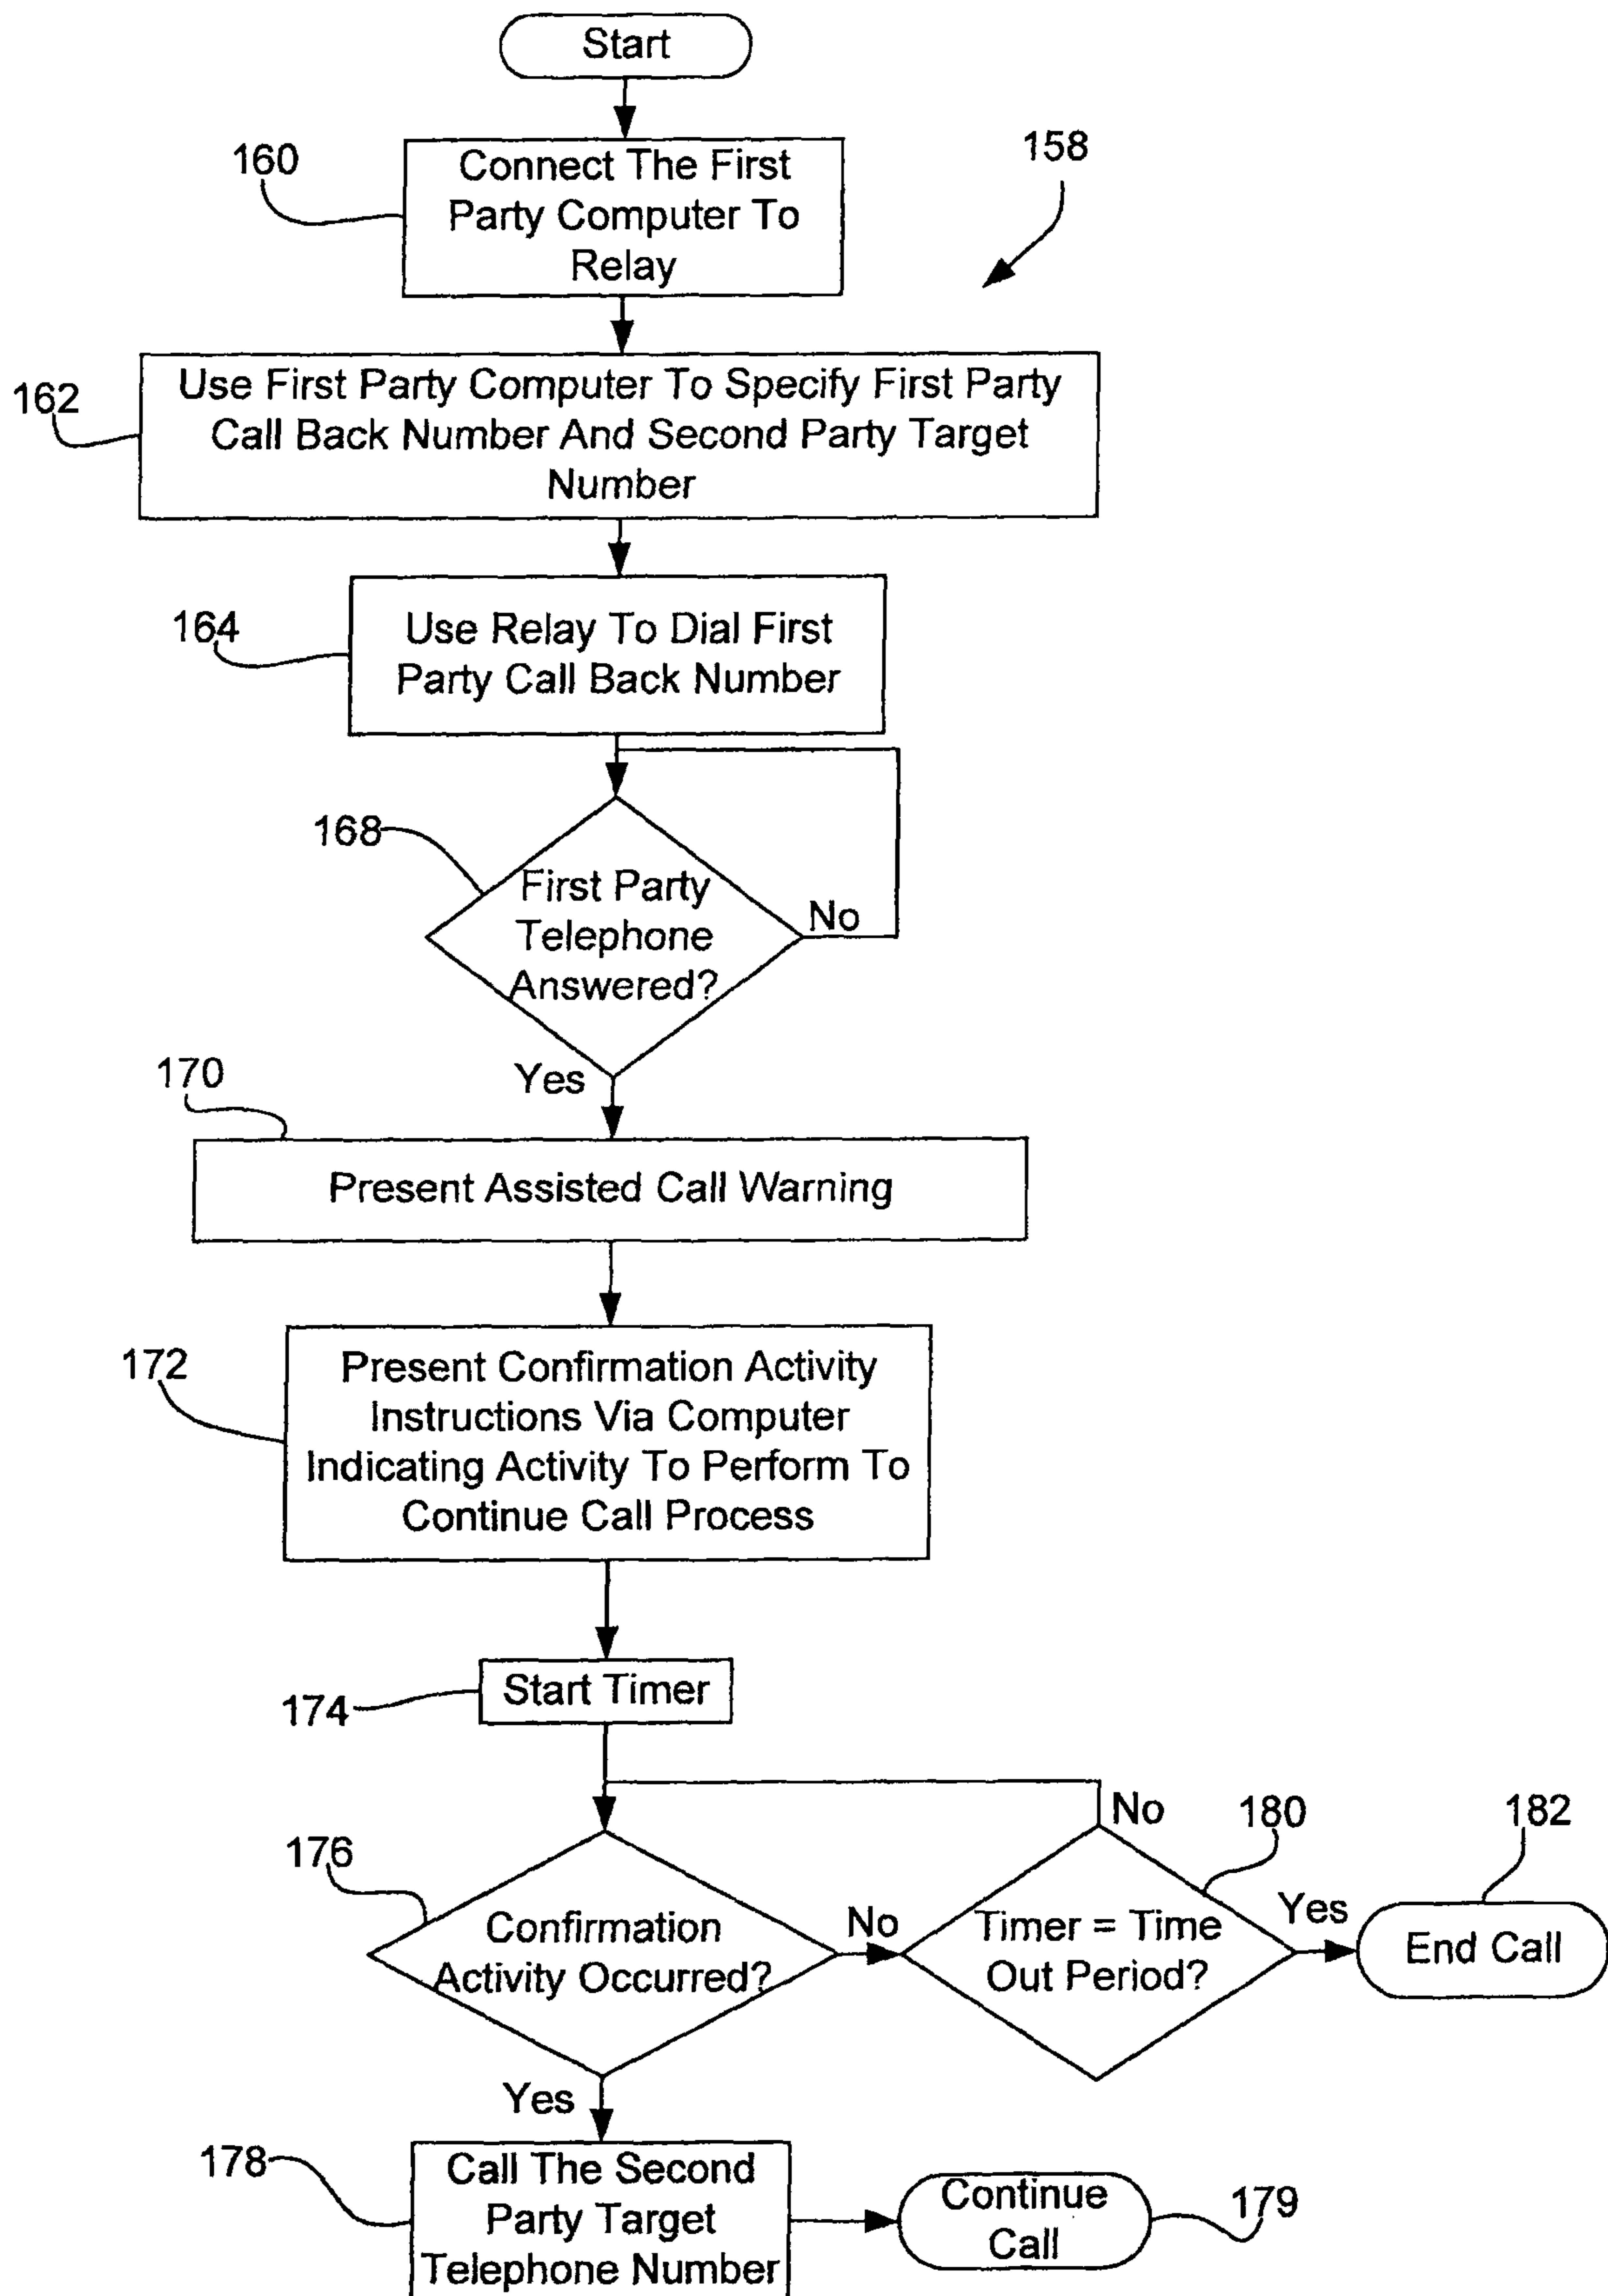 Start
160
Connect The First
Party Computer To
Relay
158
162
Use First Party Computer To Specify First Party
Call Back Number And Second Party Target
Number
164
Use Relay To Dial First
Party Call Back Number
168
First Party
Telephone
Answered?
No
Yes
170
Present Assisted Call Warning
172
Present Confirmation Activity
Instructions Via Computer
Indicating Activity To Perform To
Continue Call Process
174
Start Timer
176
Confirmation
Activity Occurred?
No
No
180
Timer = Time
Out Period?
Yes
182
End Call
Yes
178
Call The Second
Party Target
Telephone Number
Continue
Call
179